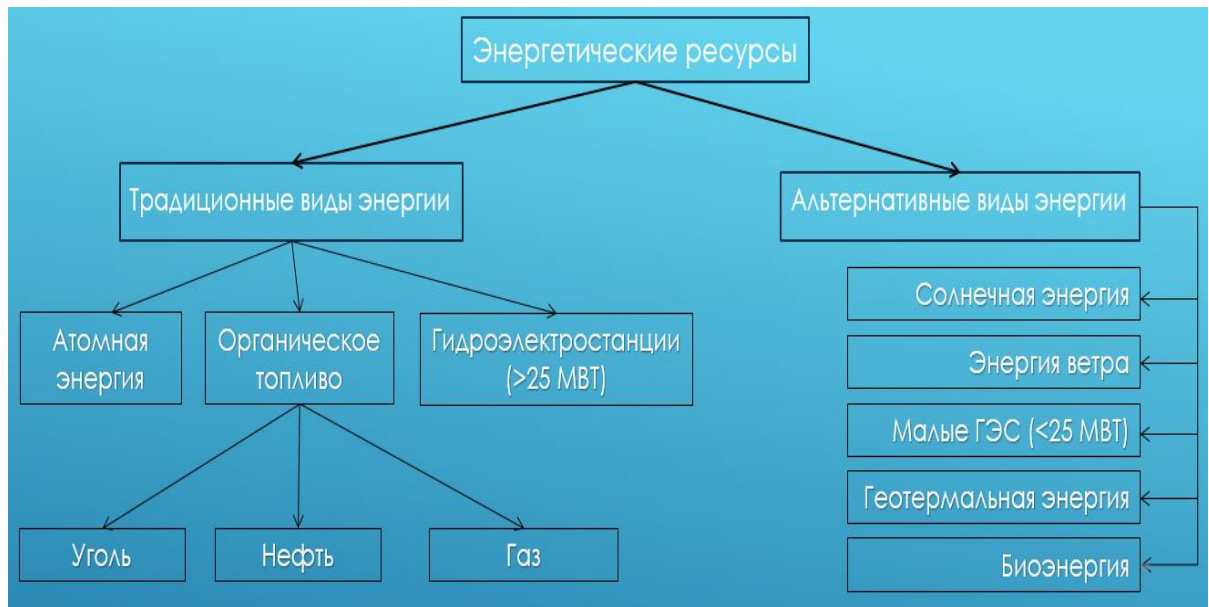 Энергетические ресурсы
Традиционные виды энергии
Альтернативные виды энергии
Атомная
энергия
Органическое
топливо
Гидроэлектростанции
(>25 МВТ)
Уголь
Нефть
Газ
Солнечная энергия
Энергия ветра
Малые ГЭС (<25 МВТ)
Геотермальная энергия
Биоэнергия